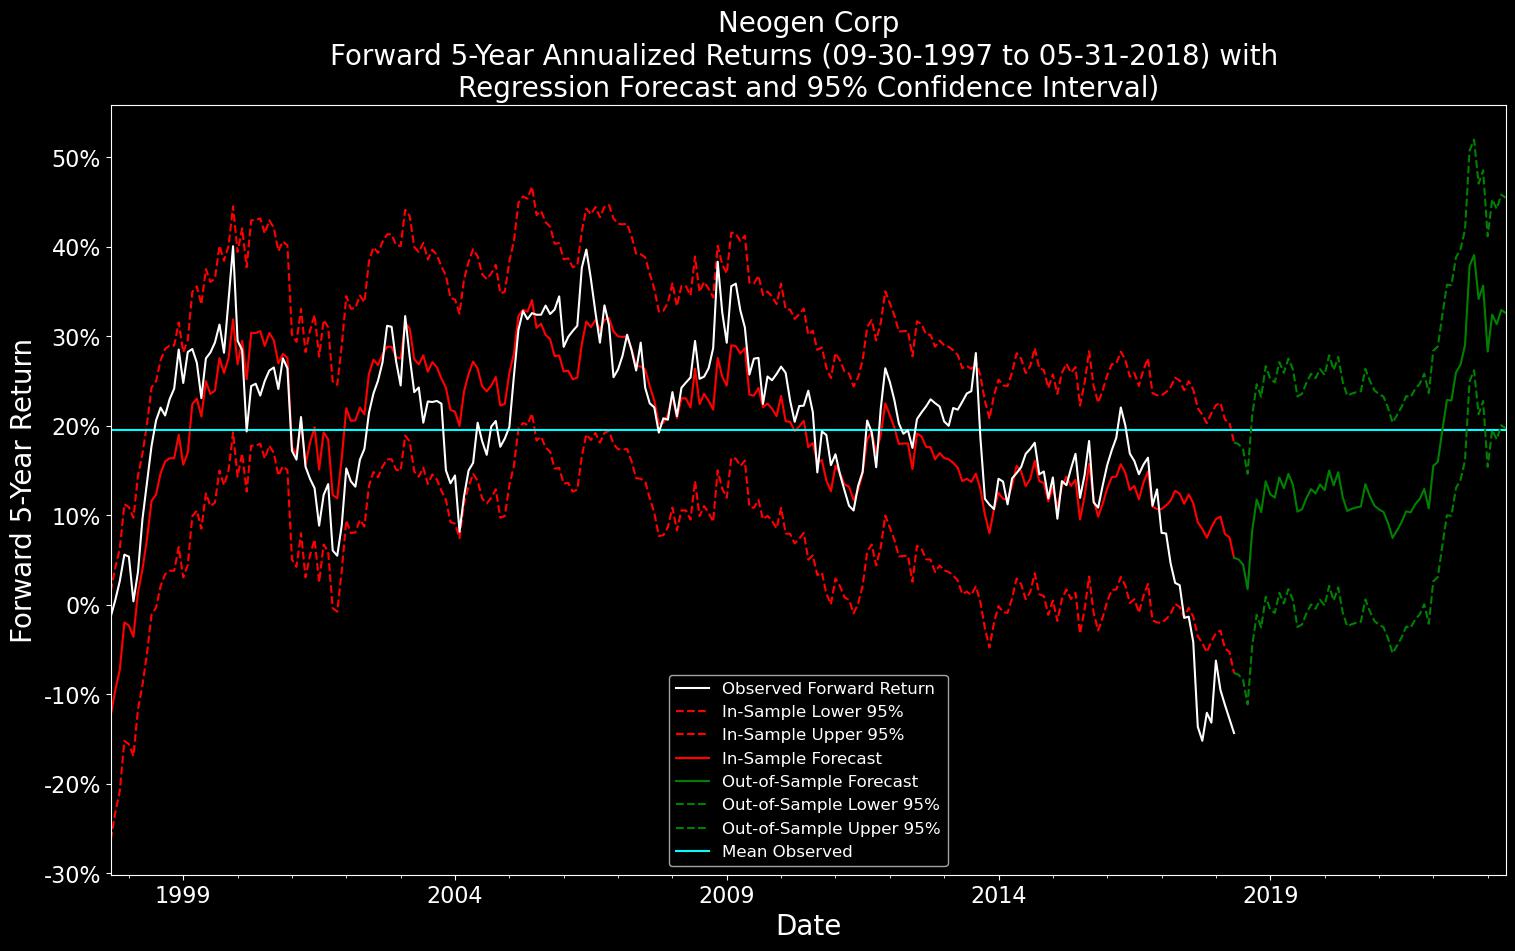 Neogen Corp
Forward 5-Year Annualized Returns (09-30-1997 to 05-31-2018) with
Regression Forecast and 95% Confidence Interval)
Forward 5-Year Return
50%
40%
30%
20%
10%
0%
-10%
-20%
-30%
Observed Forward Return
In-Sample Lower 95%
In-Sample Upper 95%
In-Sample Forecast
Out-of-Sample Forecast
Out-of-Sample Lower 95%
Out-of-Sample Upper 95%
Mean Observed
1999 2004 2009 2014 2019
Date